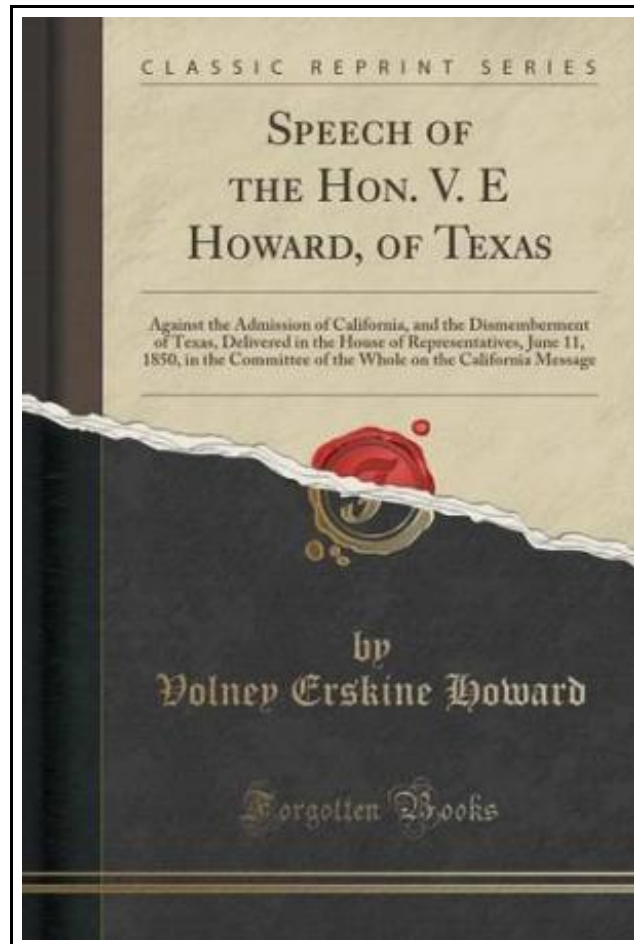 CLASSIC REPRINT SERIES
SPEECH OF
THE HON. V. E
HOWARD, OF TEXAS
Against the Admission of California, and the Dismemberment
of Texas, Delivered in the House of Representatives, June 11,
1850, in the Committee of the Whole on the California Message
F
by
Volney Erskine Howard
Forgotten Books